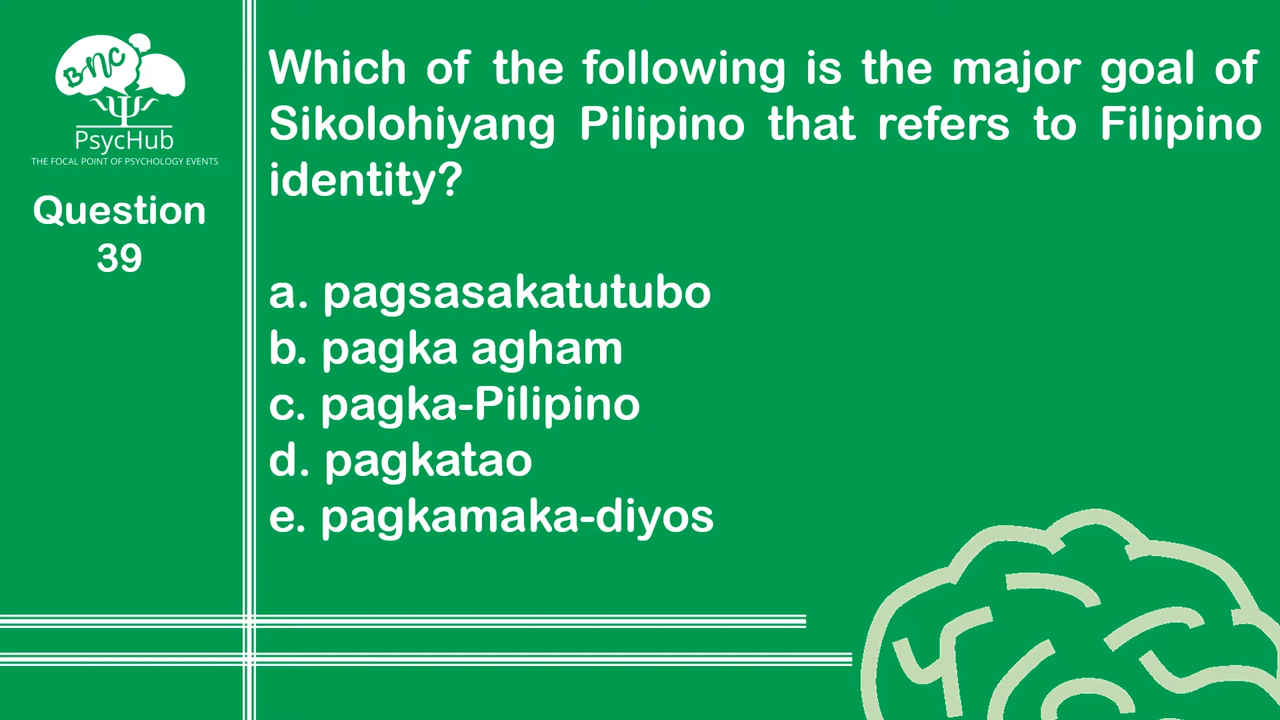 BNC
PsycHub
THE FOCAL POINT OF PSYCHOLOGY EVENTS
Question
39
Which of the following is the major goal of
Sikolohiyang Pilipino that refers to Filipino
identity?
a. pagsasakatutubo
b. pagka agham
c. pagka-Pilipino
d. pagkatao
e. pagkamaka-diyos